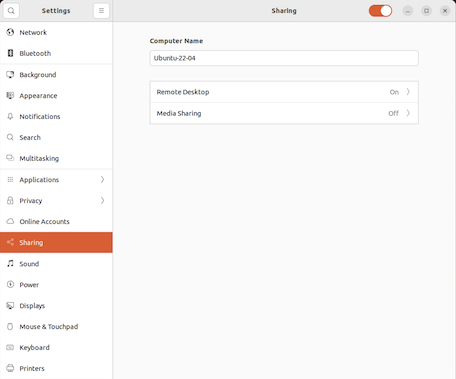 Settings
Sharing
Network
Bluetooth
Background
Appearance
Notifications
Search
Multitasking
Applications
Privacy
Online Accounts
Sharing
Sound
Power
Displays
Mouse & Touchpad
Keyboard
Printers
Computer Name
Ubuntu-22-04
Remote Desktop On
Media Sharing Off